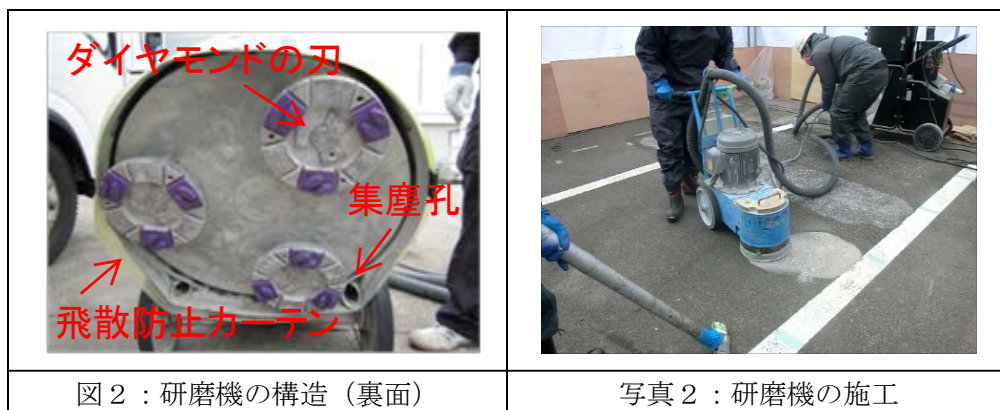 ダイヤモンドの刃
集塵孔
飛散防止カーテン
図2：研磨機の構造（裏面）
写真2：研磨機の施工